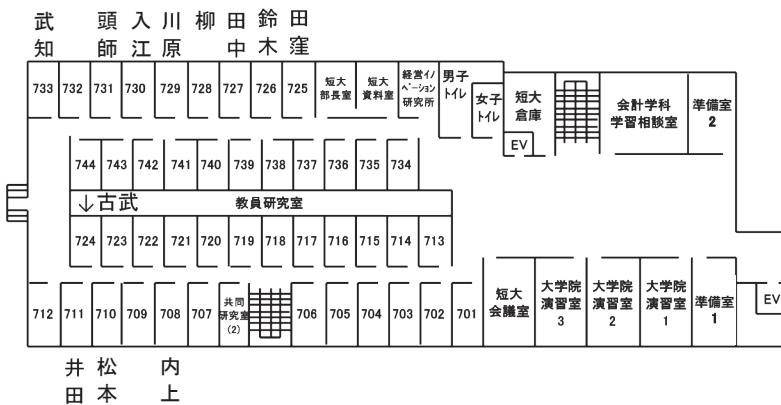 武知 頭師 入江 川原 柳 田中 鈴木 田窪
733 732 731 730 729 728 727 726 725
短大
部長室
短大
資料室
経営イノ
ベーション
研究所
男子
トイレ
女子
トイレ
短大
倉庫
EV
会計学科
学習相談室
準備室
2
744 743 742 741 740 739 738 737 736 735 734
↓古武 教員研究室
724 723 722 721 720 719 718 717 716 715 714 713
712 711 710 709 708 707
共同
研究室
(2)
706 705 704 703 702 701
短大
会議室
大学院
演習室
3
大学院
演習室
2
大学院
演習室
1
準備室
1
EV
井田 松本 内上